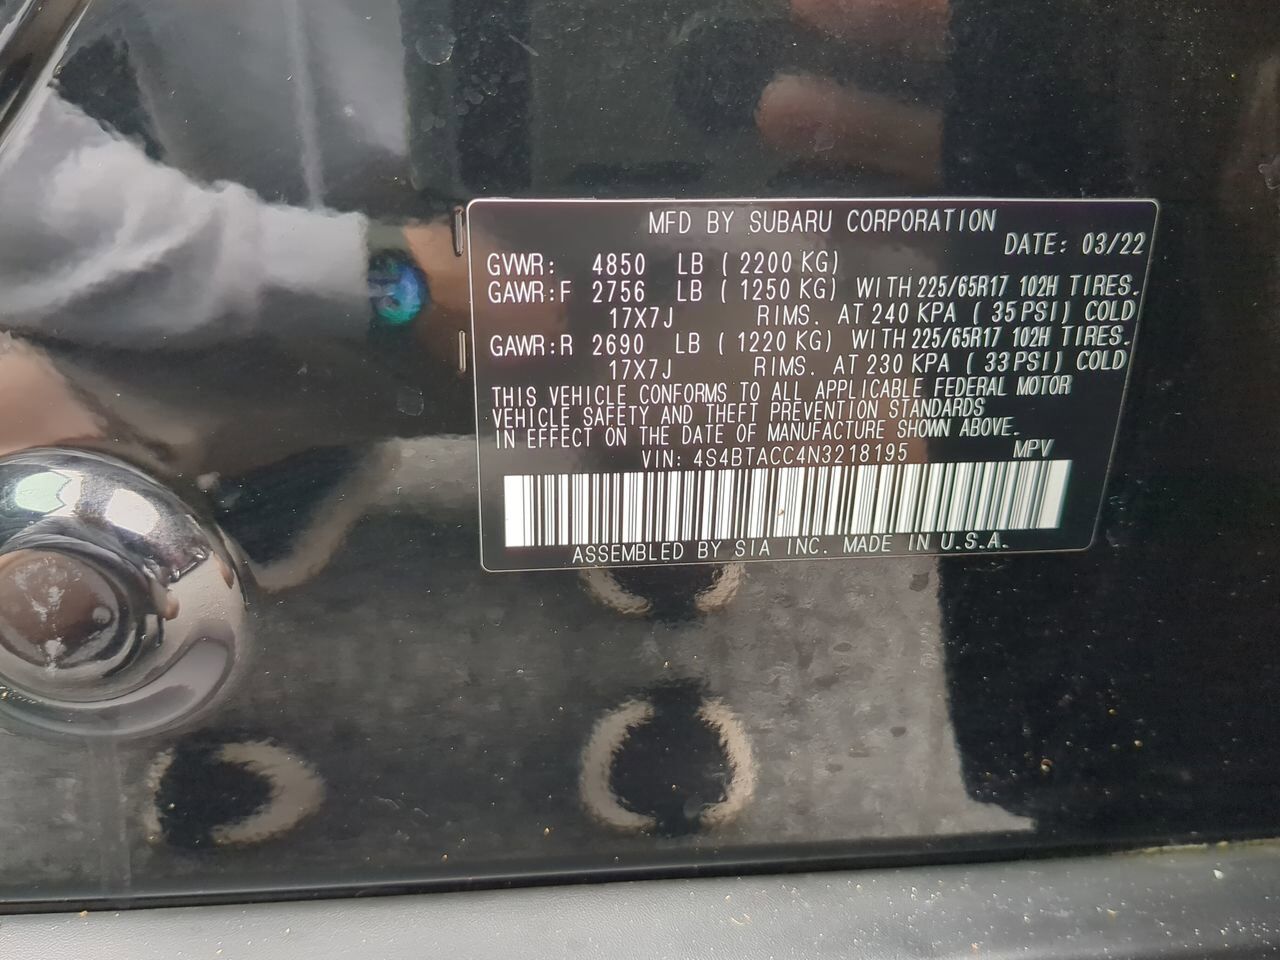 MFD BY SUBARU CORPORATION
DATE: 03/22
GVWR: 4850 LB ( 2200 KG)
GAWR:F 2756 LB ( 1250 KG) WITH 225/65R17 102H TIRES.
17X7J RIMS. AT 240 KPA ( 35 PSI) COLD
GAWR:R 2690 LB ( 1220 KG) WITH 225/65R17 102H TIRES.
17X7J RIMS. AT 230 KPA ( 33 PSI) COLD
THIS VEHICLE CONFORMS TO ALL APPLICABLE FEDERAL MOTOR
VEHICLE SAFETY AND THEFT PREVENTION STANDARDS
IN EFFECT ON THE DATE OF MANUFACTURE SHOWN ABOVE.
VIN: 4S4BTACC4N3218195 MPV
ASSEMBLED BY SIA INC. MADE IN U.S.A.